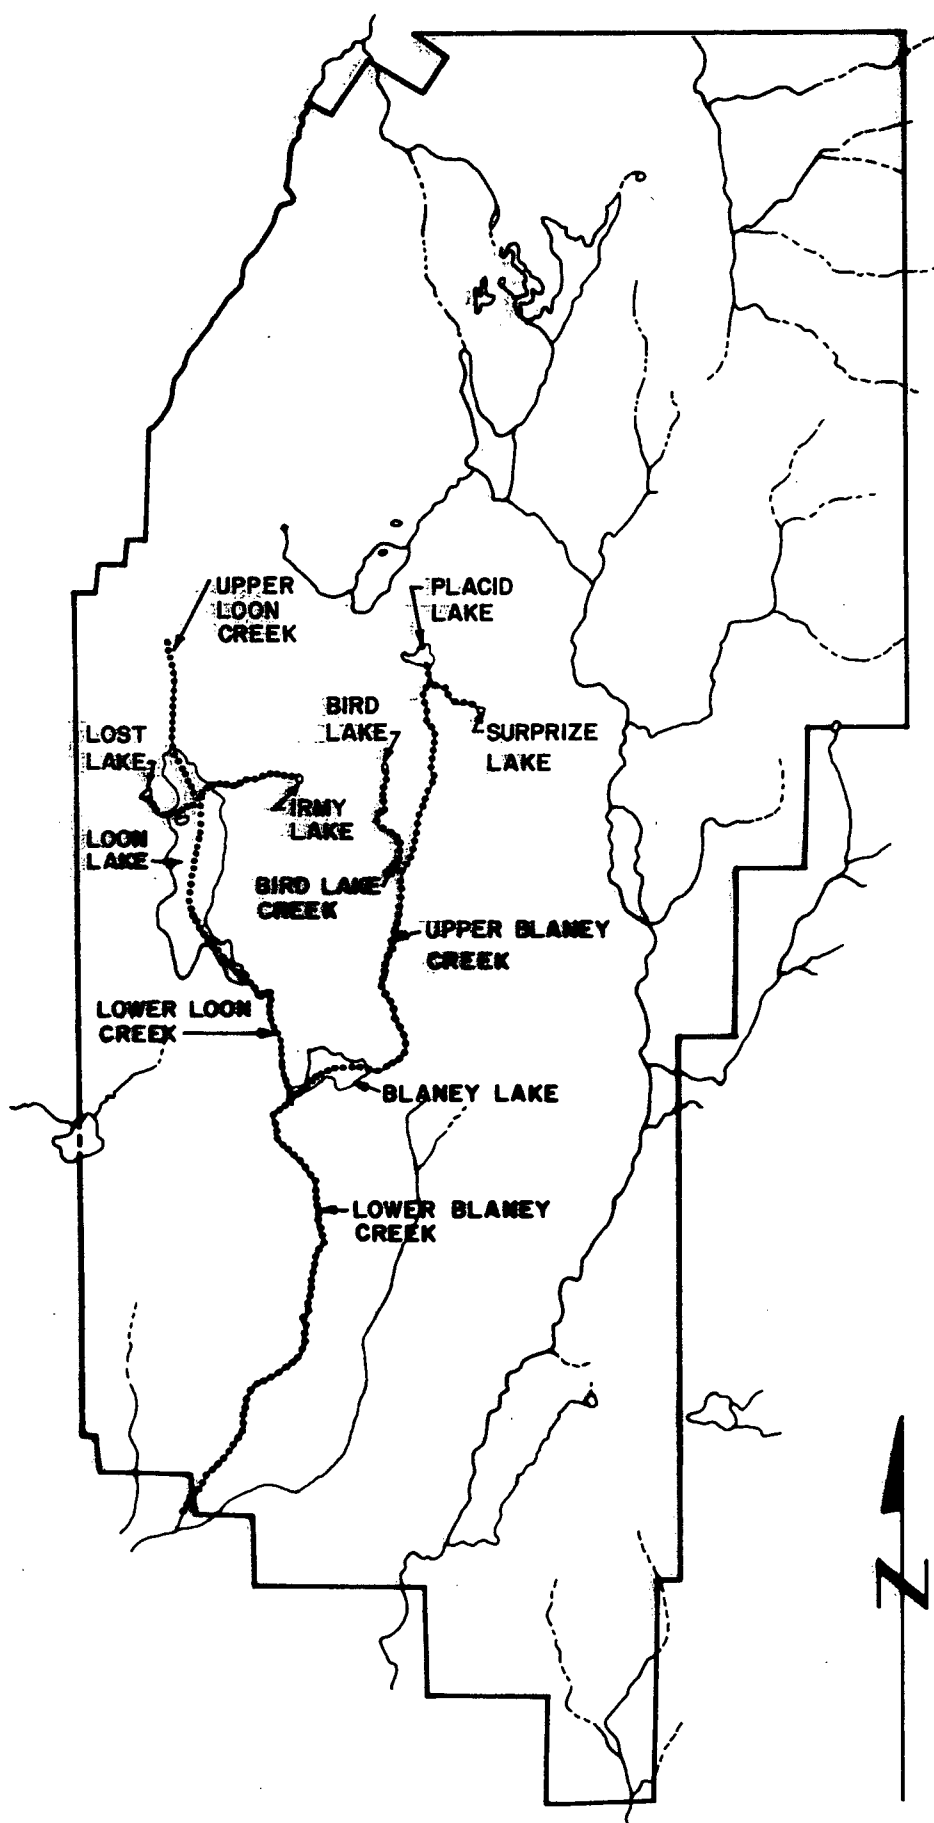 UPPER
LOON
CREEK
PLACID
LAKE
BIRD
LAKE
LOST
LAKE
SURPRIZE
LAKE
IRMY
LAKE
LOON
LAKE
BIRD LAKE
CREEK
UPPER BLANEY
CREEK
LOWER LOON
CREEK
BLANEY LAKE
LOWER BLANEY
CREEK
N